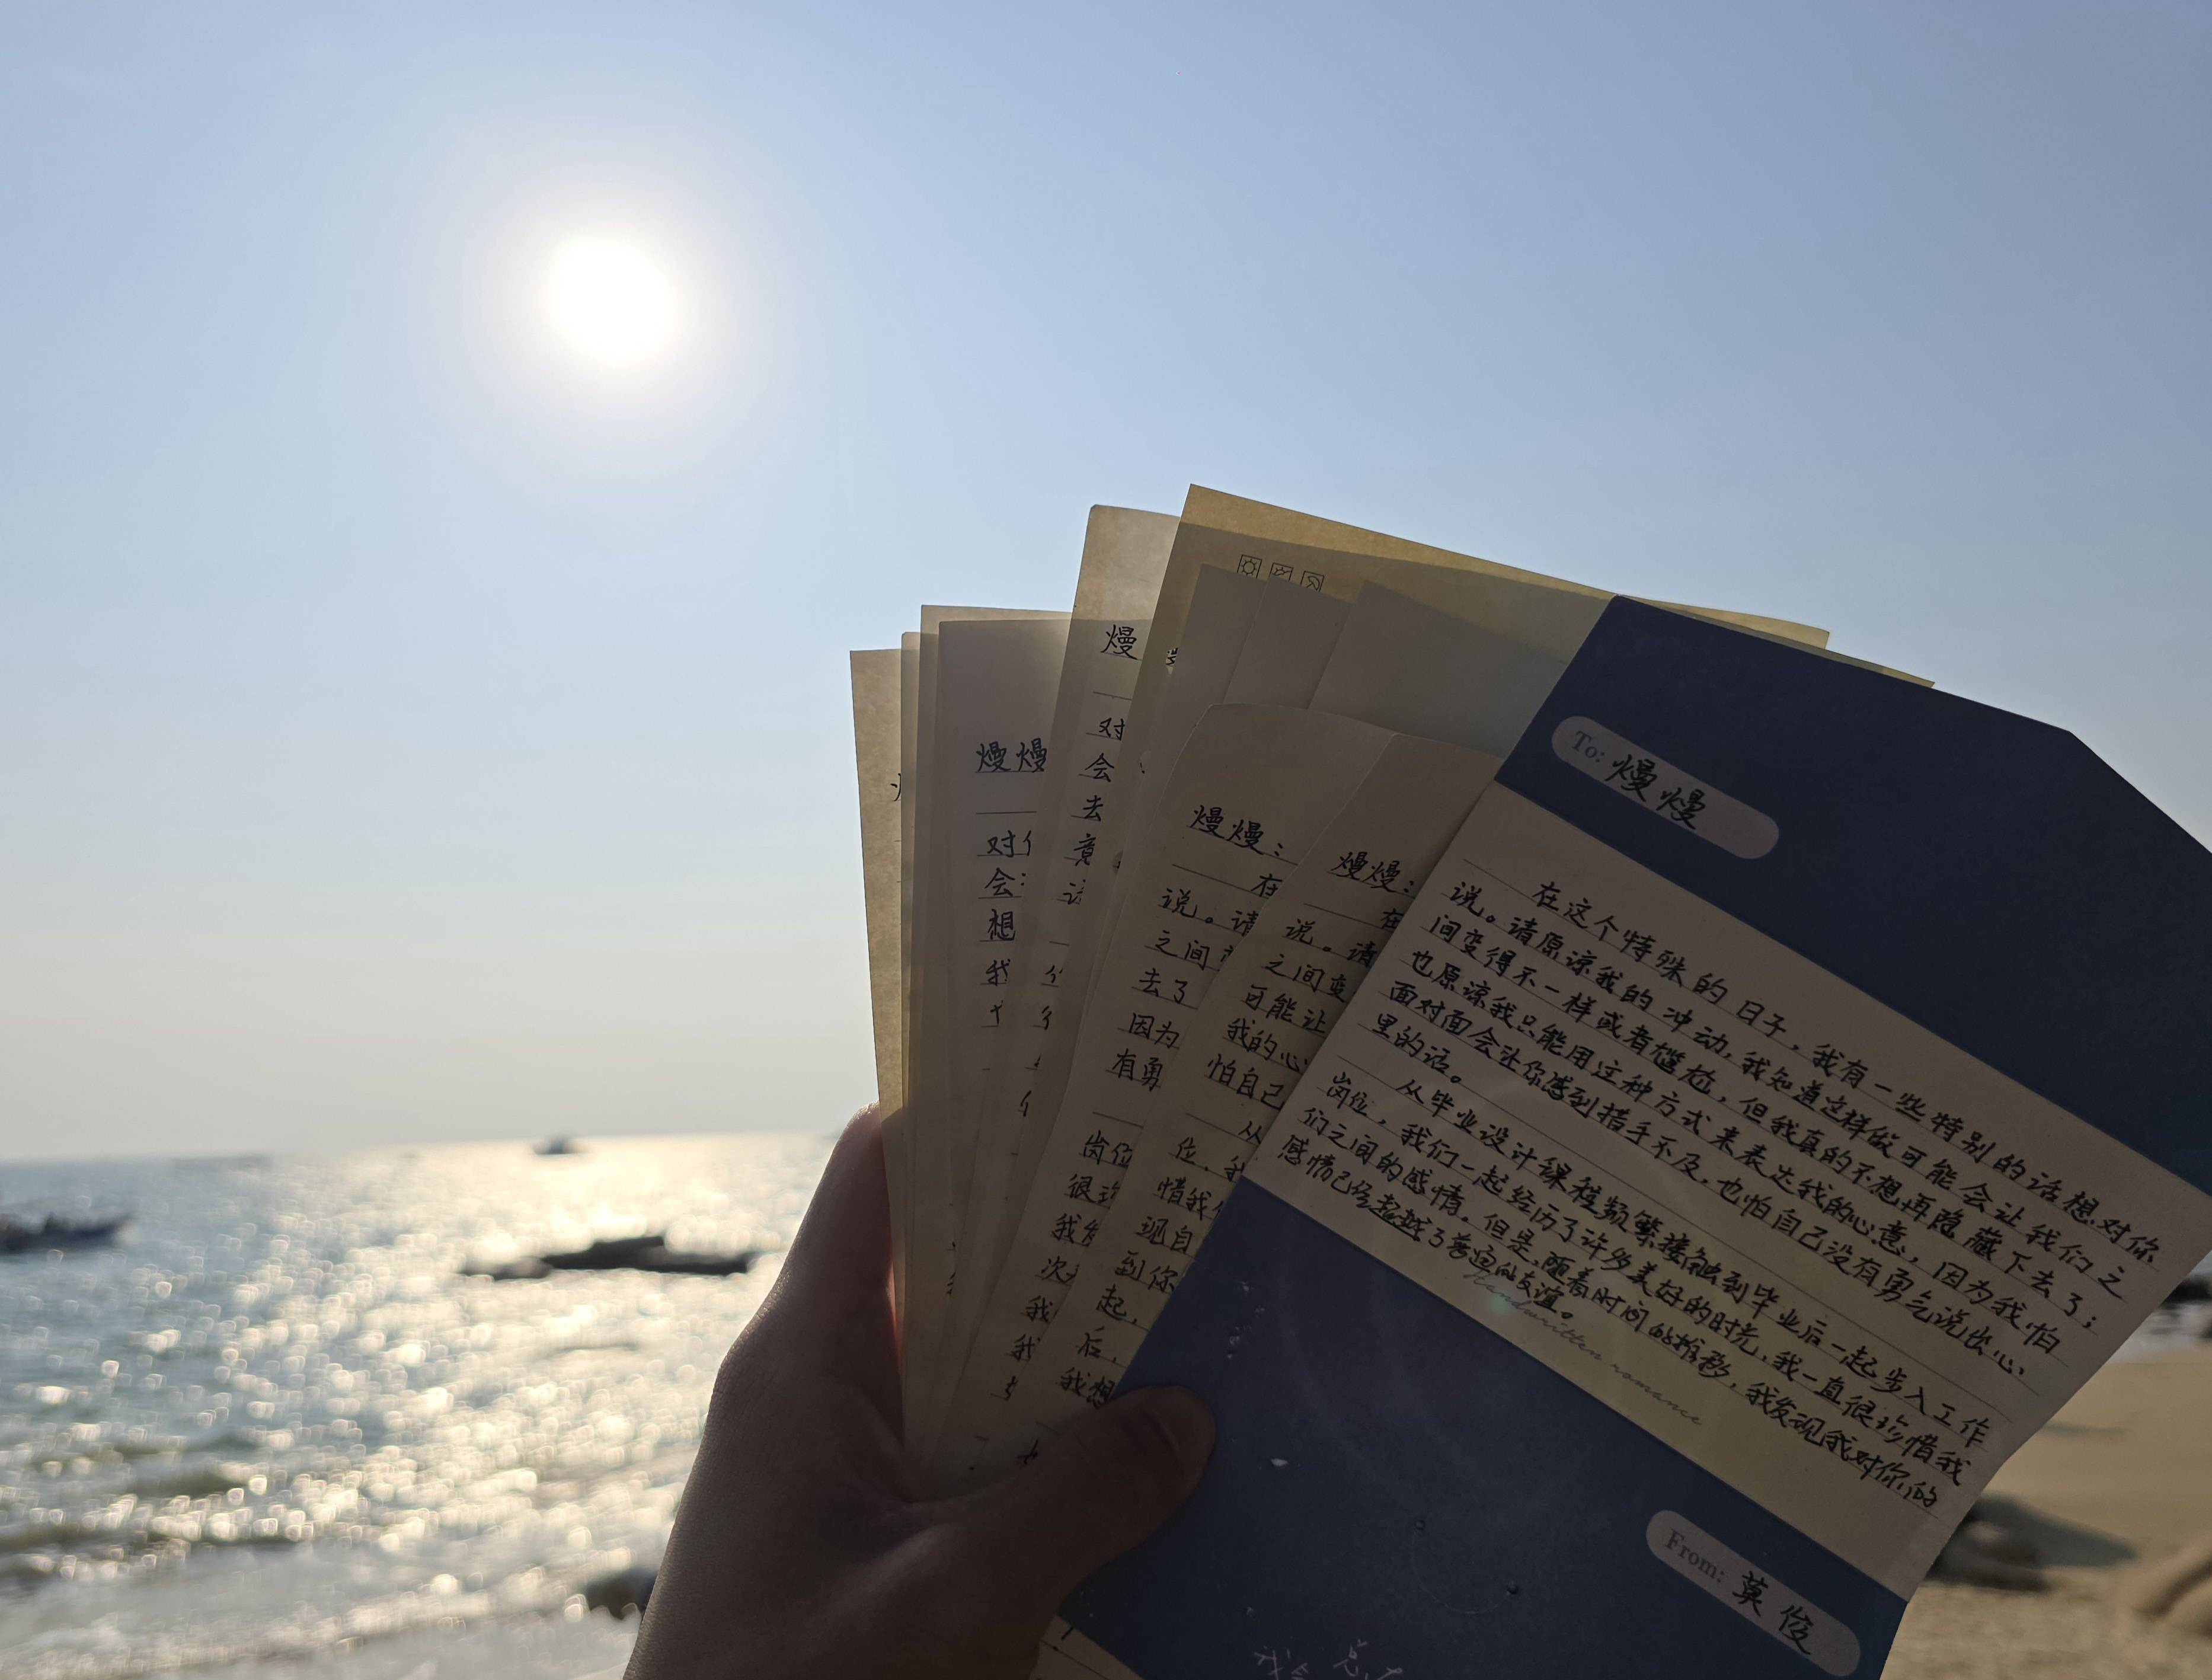 To: 熳熳
在这个特殊的日子，我有一些特别的话想对你
说。请原谅我的冲动，我知道这样做可能会让我们之
间变得不一样或者尴尬，但我真的不想再隐藏下去了；
也原谅我只能用这种方式来表达我的心意，因为我怕
面对面会让你感到措手不及，也怕自己没有勇气说出心
里的话。
从毕业设计课程频繁接触到毕业后一起步入工作
岗位，我们一起经历了许多美好的时光，我一直很珍惜我
们之间的感情。但是，随着时间的推移，我发现我对你的
感情已经超越了普通的友谊。
Handwritten romance
From: 莫俊
熳熳：
在
说。请
之间变
可能让
我的心
怕自己
从
位，我
惜我
现自
到你
起，
后，
我想
熳熳：
在
说。请
之间
去了
因为
有勇
岗位
很珍
我发
次
我
我
熳
对
会
去
竟
熳熳
对
会
想
我